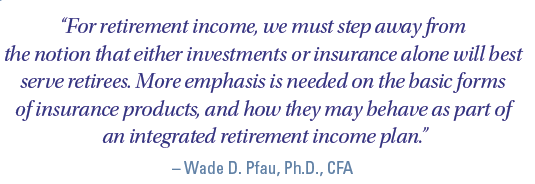 “For retirement income, we must step away from
the notion that either investments or insurance alone will best
serve retirees. More emphasis is needed on the basic forms
of insurance products, and how they may behave as part of
an integrated retirement income plan.”
– Wade D. Pfau, Ph.D., CFA